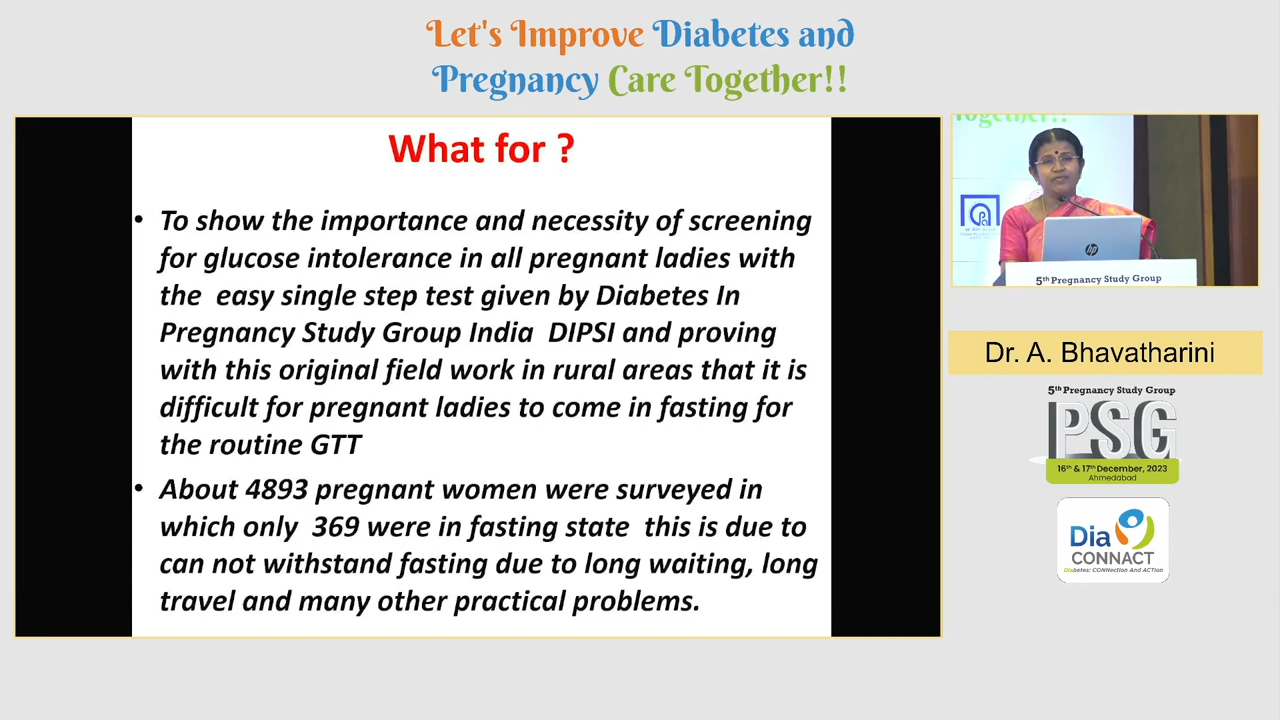 Let's Improve Diabetes and
Pregnancy Care Together!!
What for ?
• To show the importance and necessity of screening
for glucose intolerance in all pregnant ladies with
the easy single step test given by Diabetes In
Pregnancy Study Group India DIPSI and proving
with this original field work in rural areas that it is
difficult for pregnant ladies to come in fasting for
the routine GTT
• About 4893 pregnant women were surveyed in
which only 369 were in fasting state this is due to
can not withstand fasting due to long waiting, long
travel and many other practical problems.
Together!!
hp
5th Pregnancy Study Group
Dr. A. Bhavatharini
5th Pregnancy Study Group
PSG
16th & 17th December, 2023
Ahmedabad
Dia
CONNACT
Diabetes: CONNection And ACTion